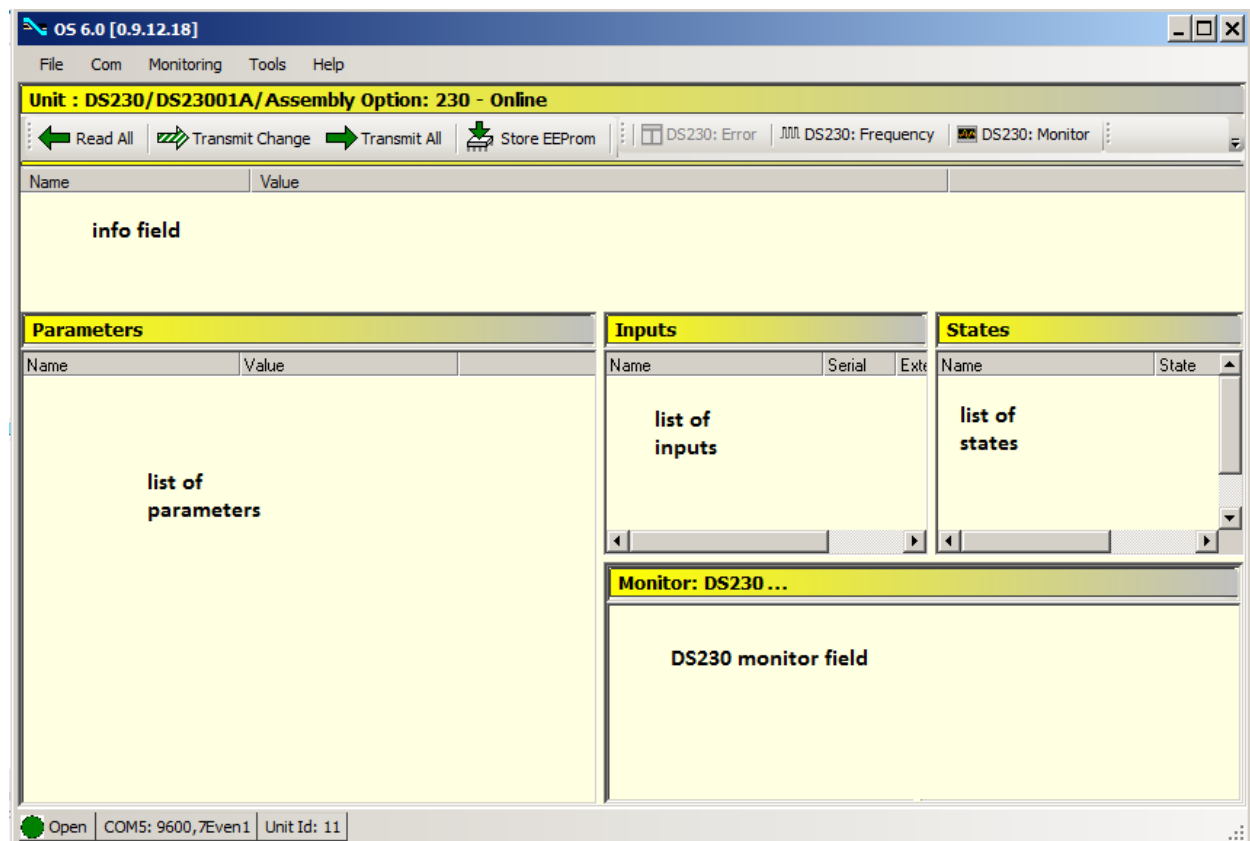 OS 6.0 [0.9.12.18]
File Com Monitoring Tools Help
Unit : DS230/DS23001A/Assembly Option: 230 - Online
Read All Transmit Change Transmit All Store EEProm DS230: Error DS230: Frequency DS230: Monitor
Name Value
info field
Parameters Inputs States
Name Value Name Serial Exte Name State
list of
inputs
list of
states
list of
parameters
Monitor: DS230 ...
DS230 monitor field
Open COM5: 9600,7Even1 Unit Id: 11